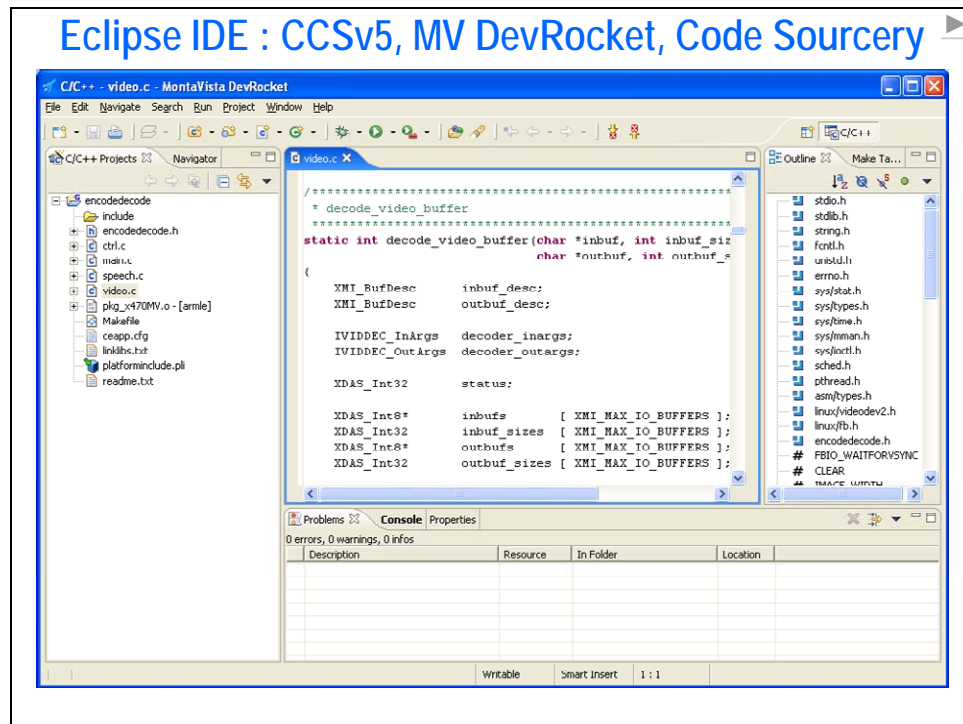 Eclipse IDE : CCSv5, MV DevRocket, Code Sourcery
C/C++ - video.c - MontaVista DevRocket
File Edit Navigate Search Run Project Window Help
C/C++
C/C++ Projects Navigator
encodedecode
include
encodedecode.h
ctrl.c
main.c
speech.c
video.c
pkg_x470MV.o - [armle]
Makefile
ceapp.cfg
linklibs.txt
platforminclude.pli
readme.txt
video.c
/***************************************************
* decode_video_buffer
***************************************************
static int decode_video_buffer(char *inbuf, int inbuf_siz
char *outbuf, int outbuf_s
{
XMI_BufDesc inbuf_desc;
XMI_BufDesc outbuf_desc;
IVIDDEC_InArgs decoder_inargs;
IVIDDEC_OutArgs decoder_outargs;
XDAS_Int32 status;
XDAS_Int8* inbufs [ XMI_MAX_IO_BUFFERS ];
XDAS_Int32 inbuf_sizes [ XMI_MAX_IO_BUFFERS ];
XDAS_Int8* outbufs [ XMI_MAX_IO_BUFFERS ];
XDAS_Int32 outbuf_sizes [ XMI_MAX_IO_BUFFERS ];
Outline Make Ta...
stdio.h
stdlib.h
string.h
fcntl.h
unistd.h
errno.h
sys/stat.h
sys/types.h
sys/time.h
sys/mman.h
sys/ioctl.h
sched.h
pthread.h
asm/types.h
linux/videodev2.h
linux/fb.h
encodedecode.h
# FBIO_WAITFORVSYNC
# CLEAR
# IMAGE_WIDTH
Problems Console Properties
0 errors, 0 warnings, 0 infos
Description Resource In Folder Location
Writable Smart Insert 1 : 1